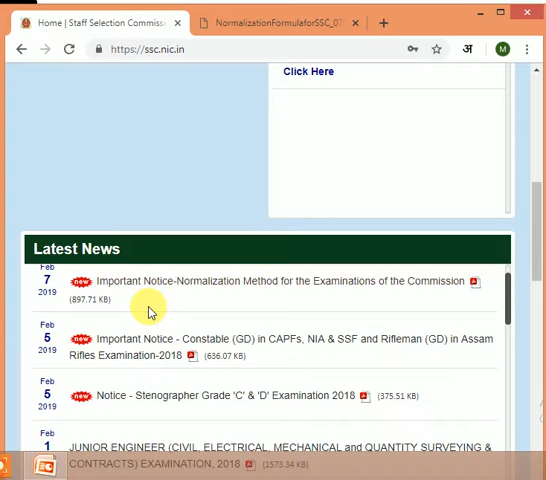 Home | Staff Selection Commissi
NormalizationFormulaforSSC_07
https://ssc.nic.in
अ
M
Click Here
Latest News
Feb
7
2019
new Important Notice-Normalization Method for the Examinations of the Commission
(897.71 KB)
Feb
5
2019
new Important Notice - Constable (GD) in CAPFs, NIA & SSF and Rifleman (GD) in Assam
Rifles Examination-2018 (636.07 KB)
Feb
5
2019
new Notice - Stenographer Grade 'C' & 'D' Examination 2018 (375.51 KB)
Feb
1
JUNIOR ENGINEER (CIVIL, ELECTRICAL, MECHANICAL and QUANTITY SURVEYING &
CONTRACTS) EXAMINATION, 2018 (1573.34 KB)